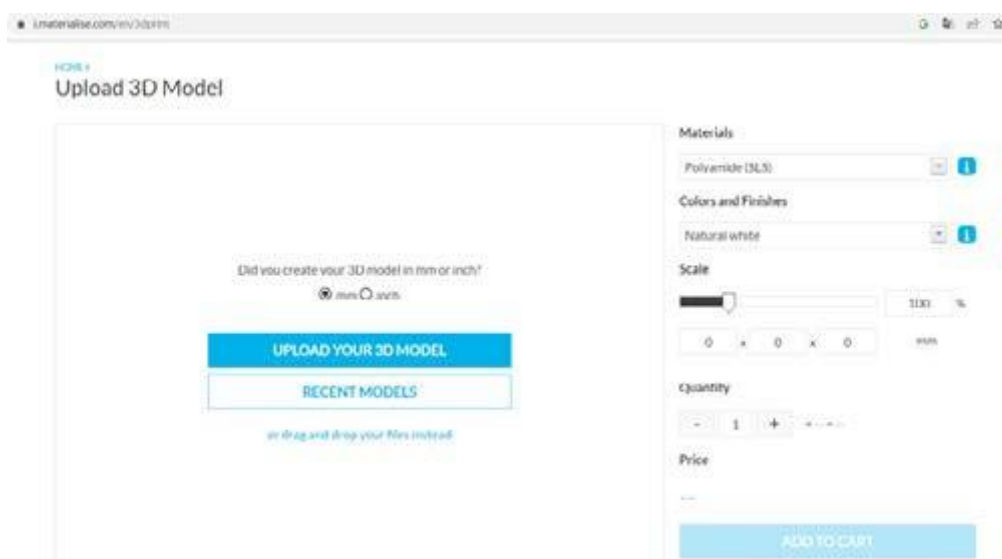 i.materialise.com/en/3dprint
HOME
Upload 3D Model
Did you create your 3D model in mm or inch?
mm inch
UPLOAD YOUR 3D MODEL
RECENT MODELS
or drag and drop your files instead
Materials
Polyamide (SLS)
Colors and Finishes
Natural white
Scale
100 %
0 x 0 x 0 mm
Quantity
- 1 +
Price
ADD TO CART